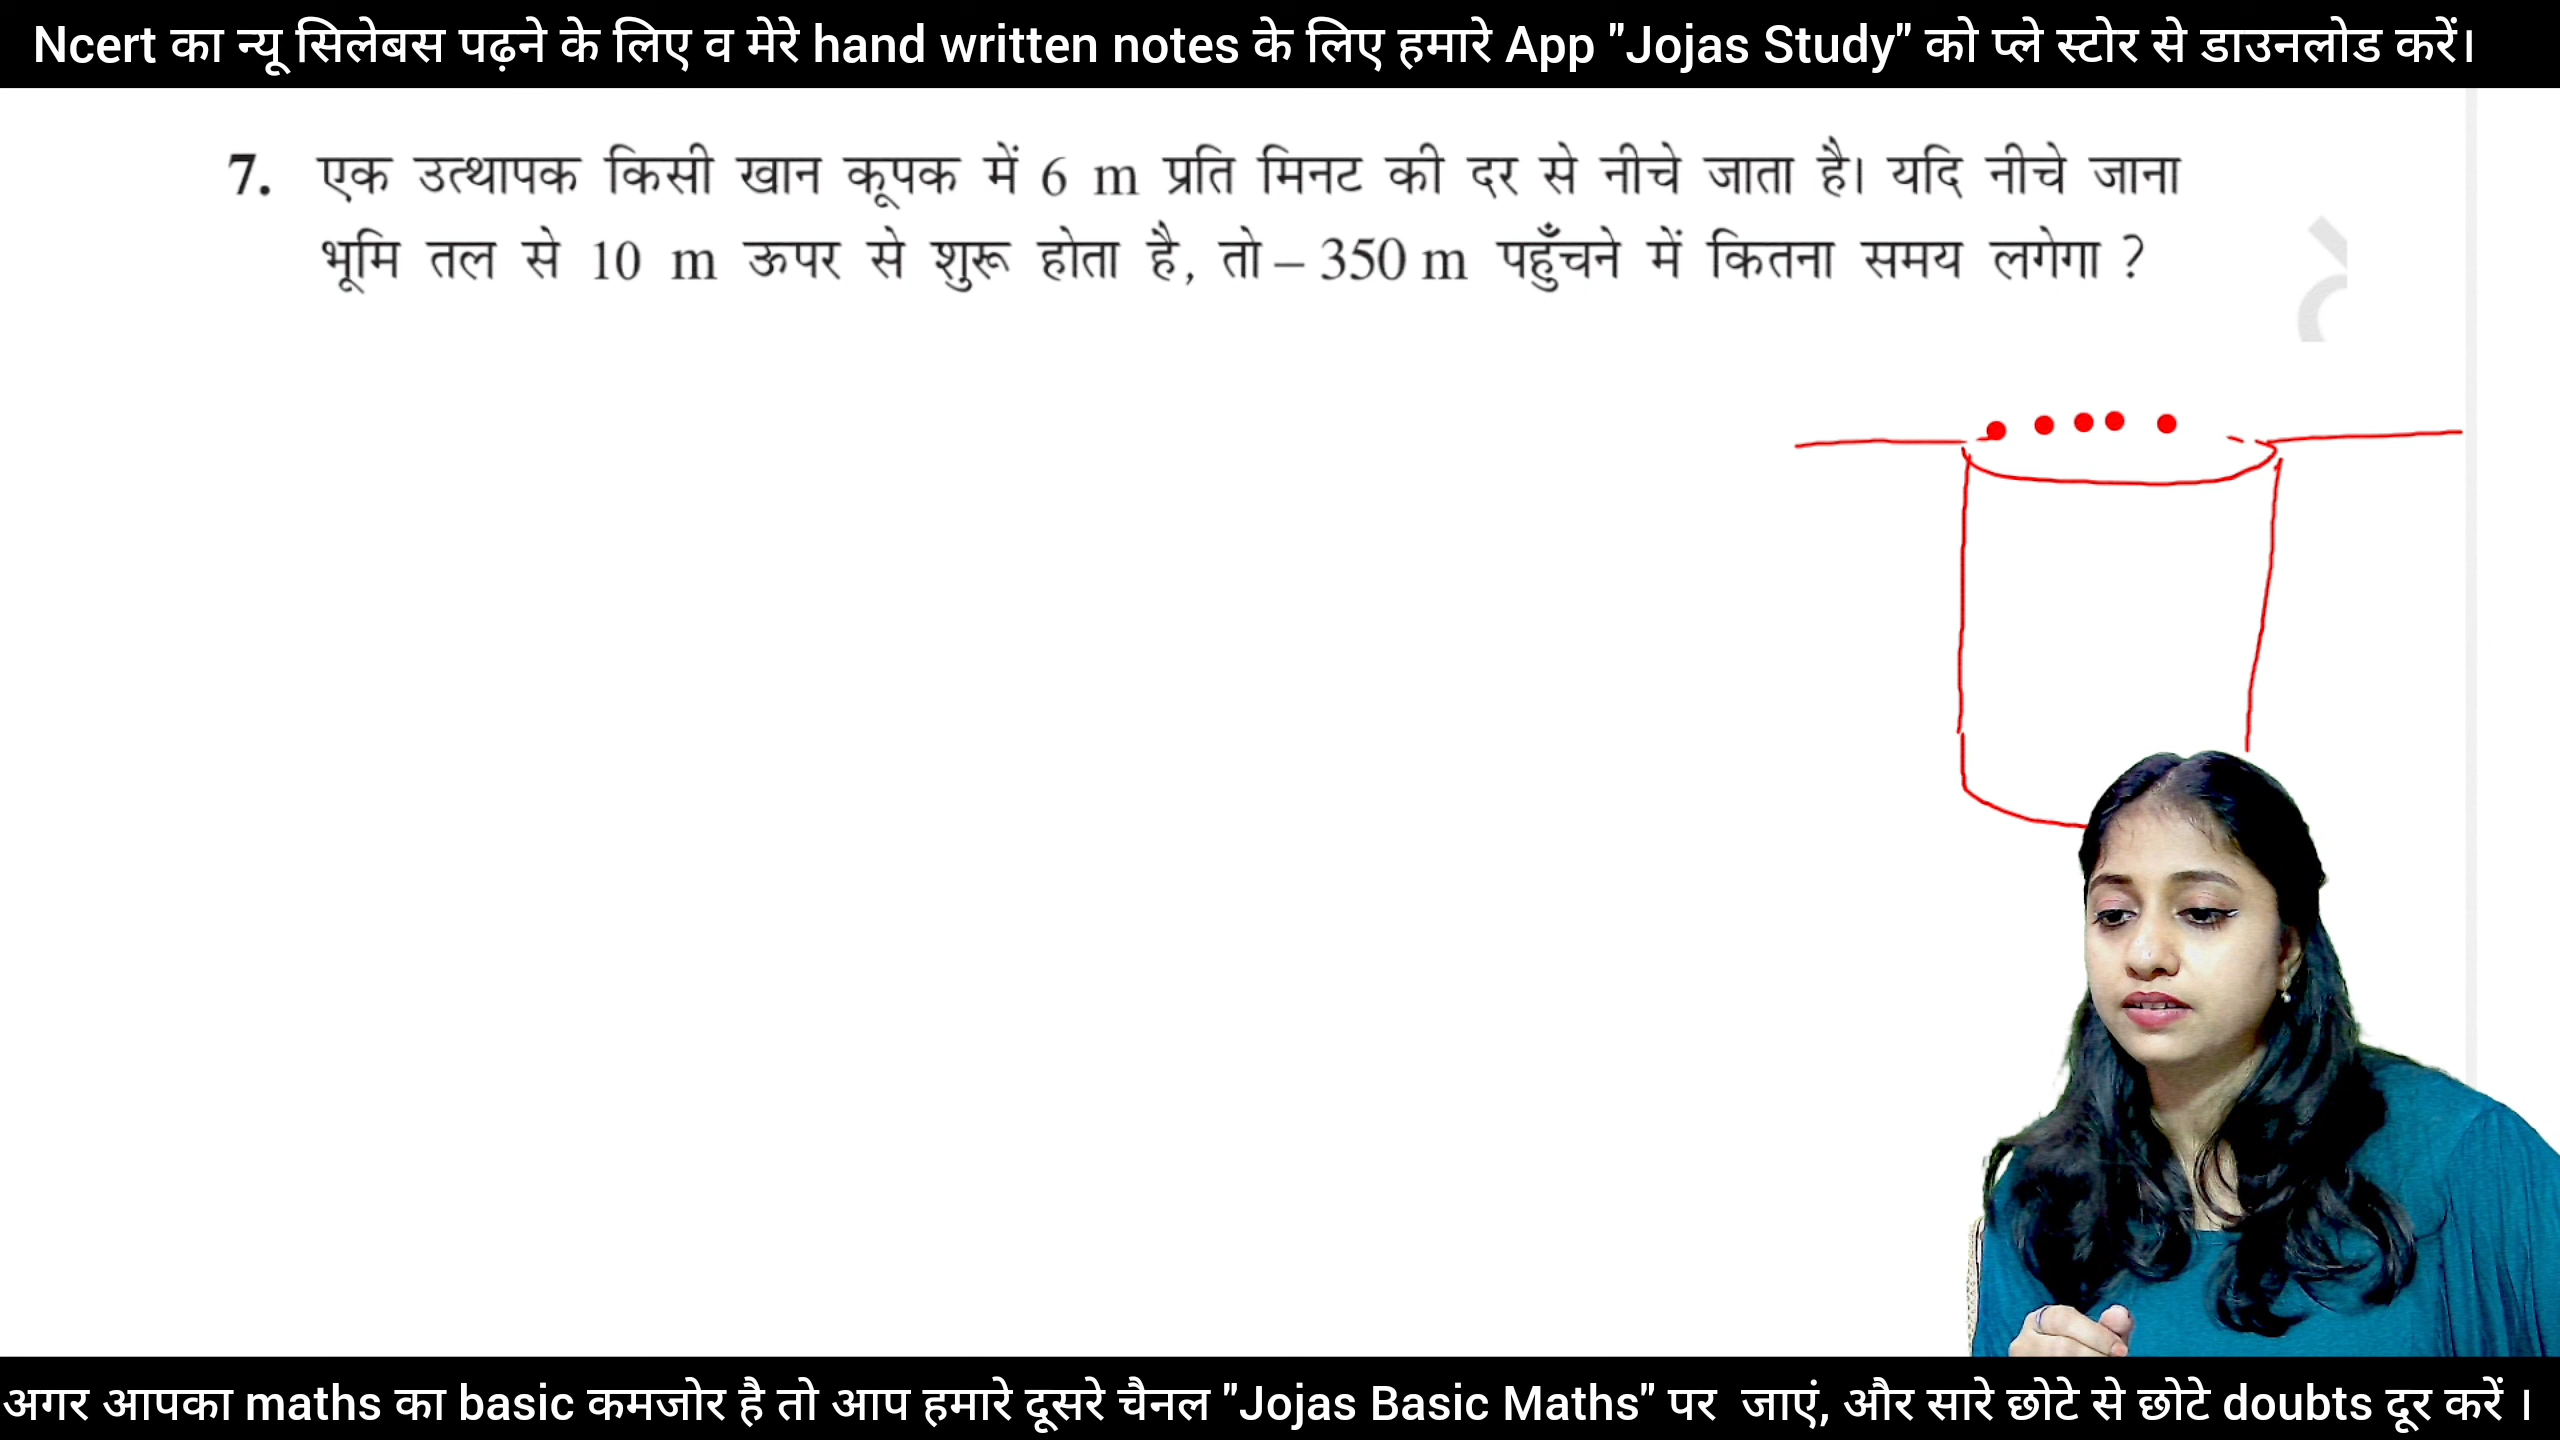 Ncert का न्यू सिलेबस पढ़ने के लिए व मेरे hand written notes के लिए हमारे App "Jojas Study" को प्ले स्टोर से डाउनलोड करें।
7. एक उत्थापक किसी खान कूपक में 6 m प्रति मिनट की दर से नीचे जाता है। यदि नीचे जाना
भूमि तल से 10 m ऊपर से शुरू होता है, तो – 350 m पहुँचने में कितना समय लगेगा ?
अगर आपका maths का basic कमजोर है तो आप हमारे दूसरे चैनल "Jojas Basic Maths" पर जाएं, और सारे छोटे से छोटे doubts दूर करें ।